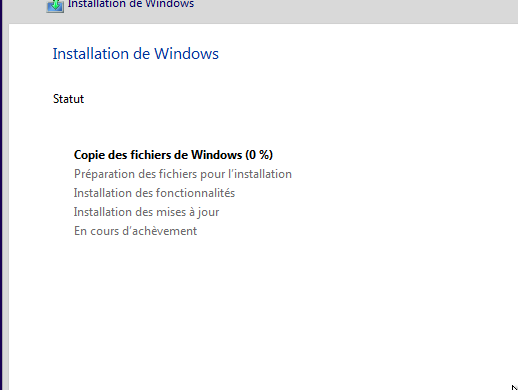 Installation de Windows
Installation de Windows
Statut
Copie des fichiers de Windows (0 %)
Préparation des fichiers pour l'installation
Installation des fonctionnalités
Installation des mises à jour
En cours d'achèvement